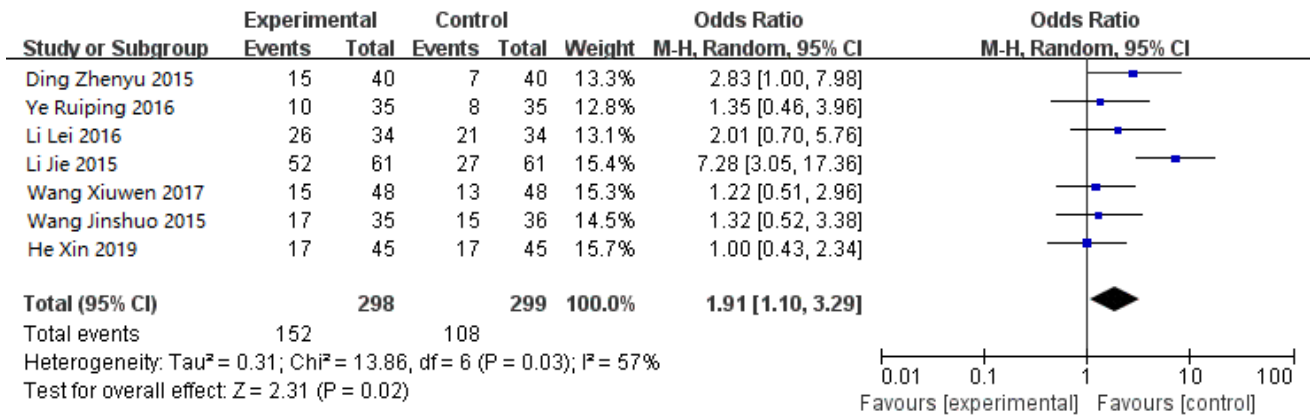 Experimental Control Odds Ratio Odds Ratio
Study or Subgroup Events Total Events Total Weight M-H, Random, 95% CI M-H, Random, 95% CI
Ding Zhenyu 2015 15 40 7 40 13.3% 2.83 [1.00, 7.98]
Ye Ruiping 2016 10 35 8 35 12.8% 1.35 [0.46, 3.96]
Li Lei 2016 26 34 21 34 13.1% 2.01 [0.70, 5.76]
Li Jie 2015 52 61 27 61 15.4% 7.28 [3.05, 17.36]
Wang Xiuwen 2017 15 48 13 48 15.3% 1.22 [0.51, 2.96]
Wang Jinshuo 2015 17 35 15 36 14.5% 1.32 [0.52, 3.38]
He Xin 2019 17 45 17 45 15.7% 1.00 [0.43, 2.34]
Total (95% CI) 298 299 100.0% 1.91 [1.10, 3.29]
Total events 152 108
Heterogeneity: Tau² = 0.31; Chi² = 13.86, df = 6 (P = 0.03); I² = 57%
Test for overall effect: Z = 2.31 (P = 0.02)
0.01 0.1 1 10 100
Favours [experimental] Favours [control]